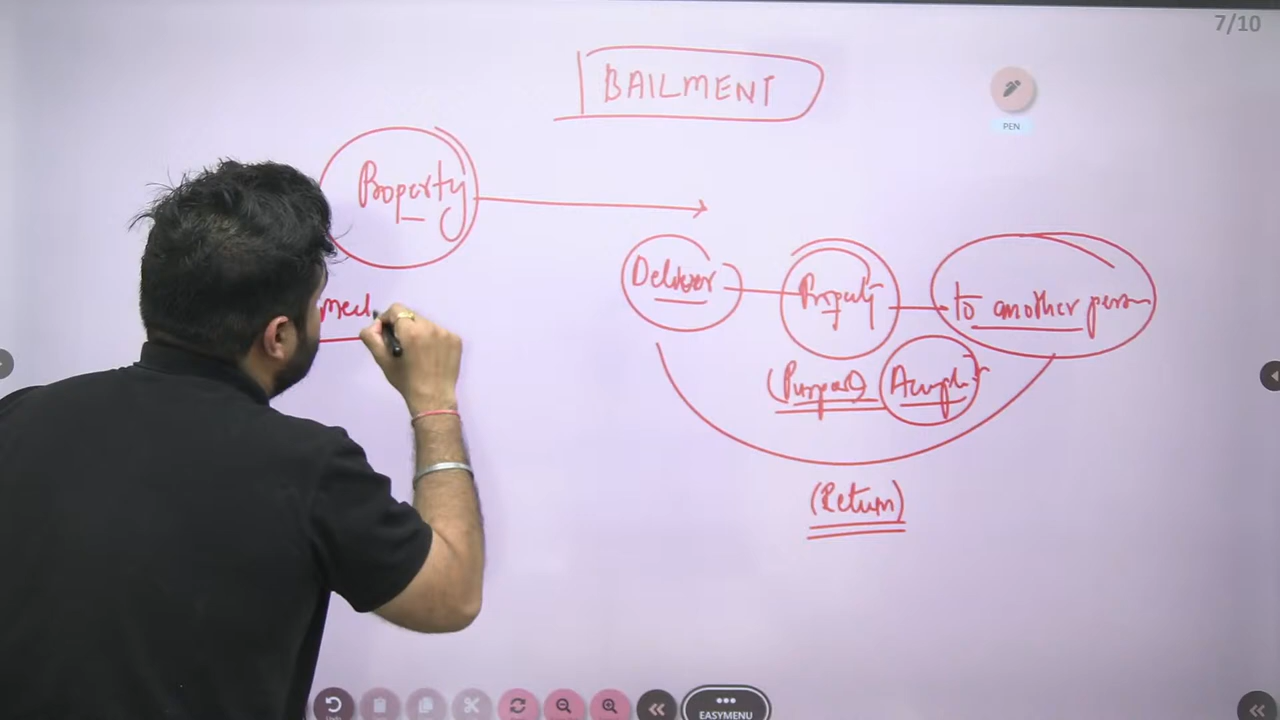 7/10
BAILMENT
PEN
Property
Deliver Property to another person
(Purpose)
(Return)
EASYMENU